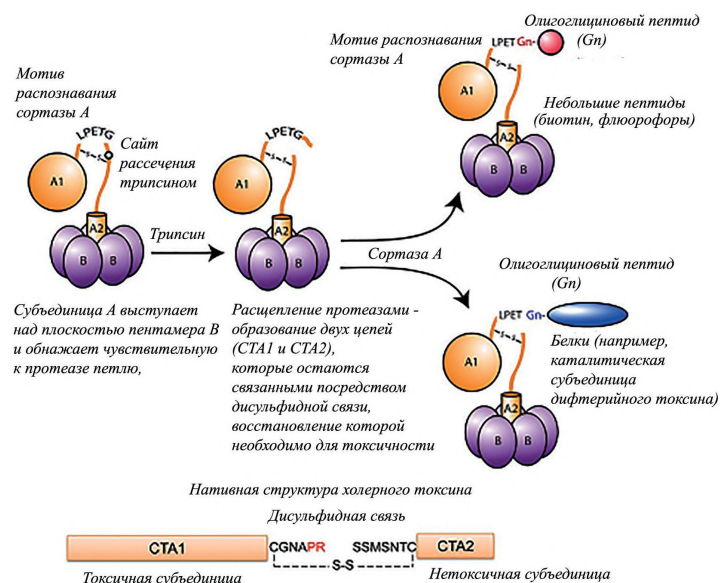 Мотив
распознавания
сортазы А
LPETG
S-S
Сайт
рассечения
трипсином
A1
A2
B
B
Субъединица А выступает
над плоскостью пентамера В
и обнажает чувствительную
к протеазе петлю,
Трипсин
LPETG
S-S
A1
A2
B
B
Расщепление протеазами -
образование двух цепей
(СТА1 и СТА2),
которые остаются
связанными посредством
дисульфидной связи,
восстановление которой
необходимо для токсичности
Сортаза А
Мотив распознавания
сортазы А
LPET Gn-
Олигоглициновый пептид
(Gn)
S-S
A1
A2
B
B
Небольшие пептиды
(биотин, флюорофоры)
Олигоглициновый пептид
(Gn)
LPET Gn-
S-S
A1
A2
B
B
Белки (например,
каталитическая
субъединица
дифтерийного токсина)
Нативная структура холерного токсина
Дисульфидная связь
CTA1 CGNAPR SSMSNTC CTA2
S-S
Токсичная субъединица Нетоксичная субъединица